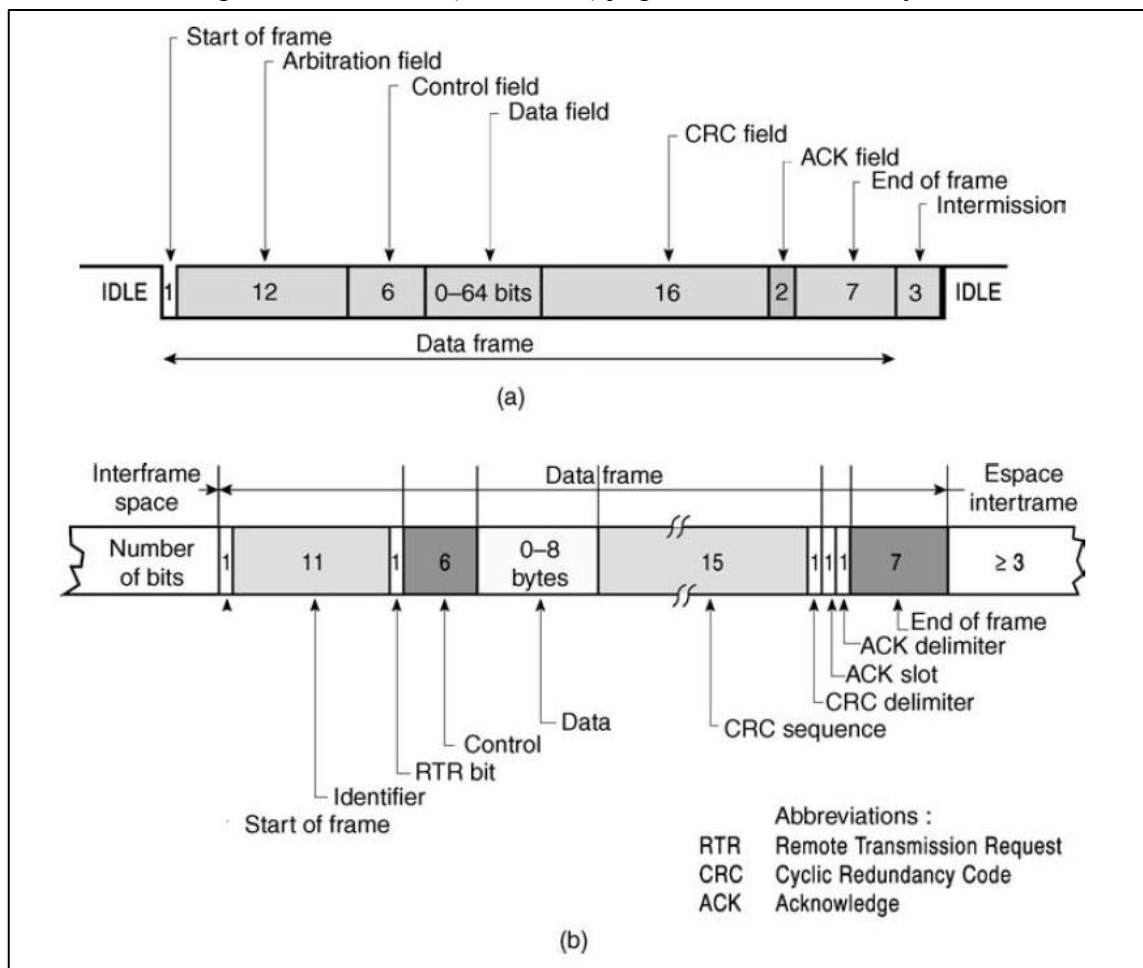 Start of frame
Arbitration field
Control field
Data field
CRC field
ACK field
End of frame
Intermission
IDLE 1 12 6 0–64 bits 16 2 7 3 IDLE
Data frame
(a)
Interframe space
Data frame
Espace intertrame
Number of bits
1 11 1 6 0–8 bytes 15 1 1 1 7 ≥ 3
End of frame
ACK delimiter
ACK slot
CRC delimiter
CRC sequence
Data
Control
RTR bit
Identifier
Start of frame
Abbreviations :
RTR Remote Transmission Request
CRC Cyclic Redundancy Code
ACK Acknowledge
(b)